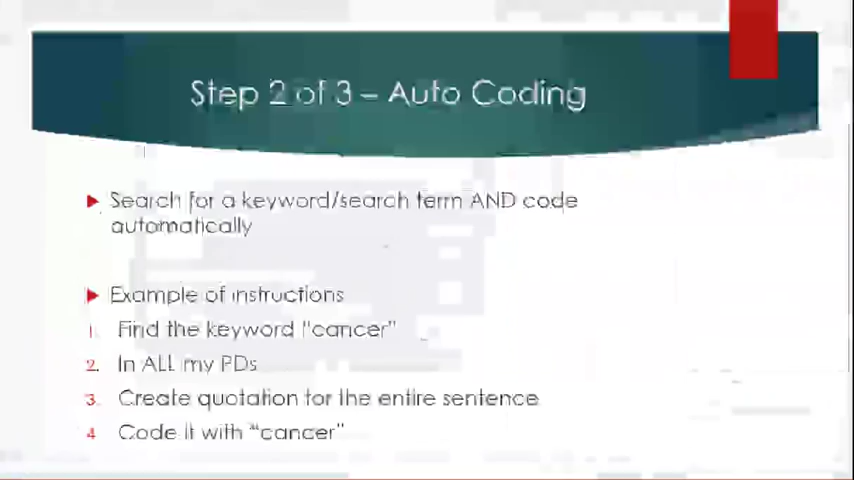 Step 2 of 3 – Auto Coding
Search for a keyword/search term AND code
automatically
Example of instructions
1. Find the keyword "cancer"
2. In ALL my PDs
3. Create quotation for the entire sentence
4 Code it with "cancer"